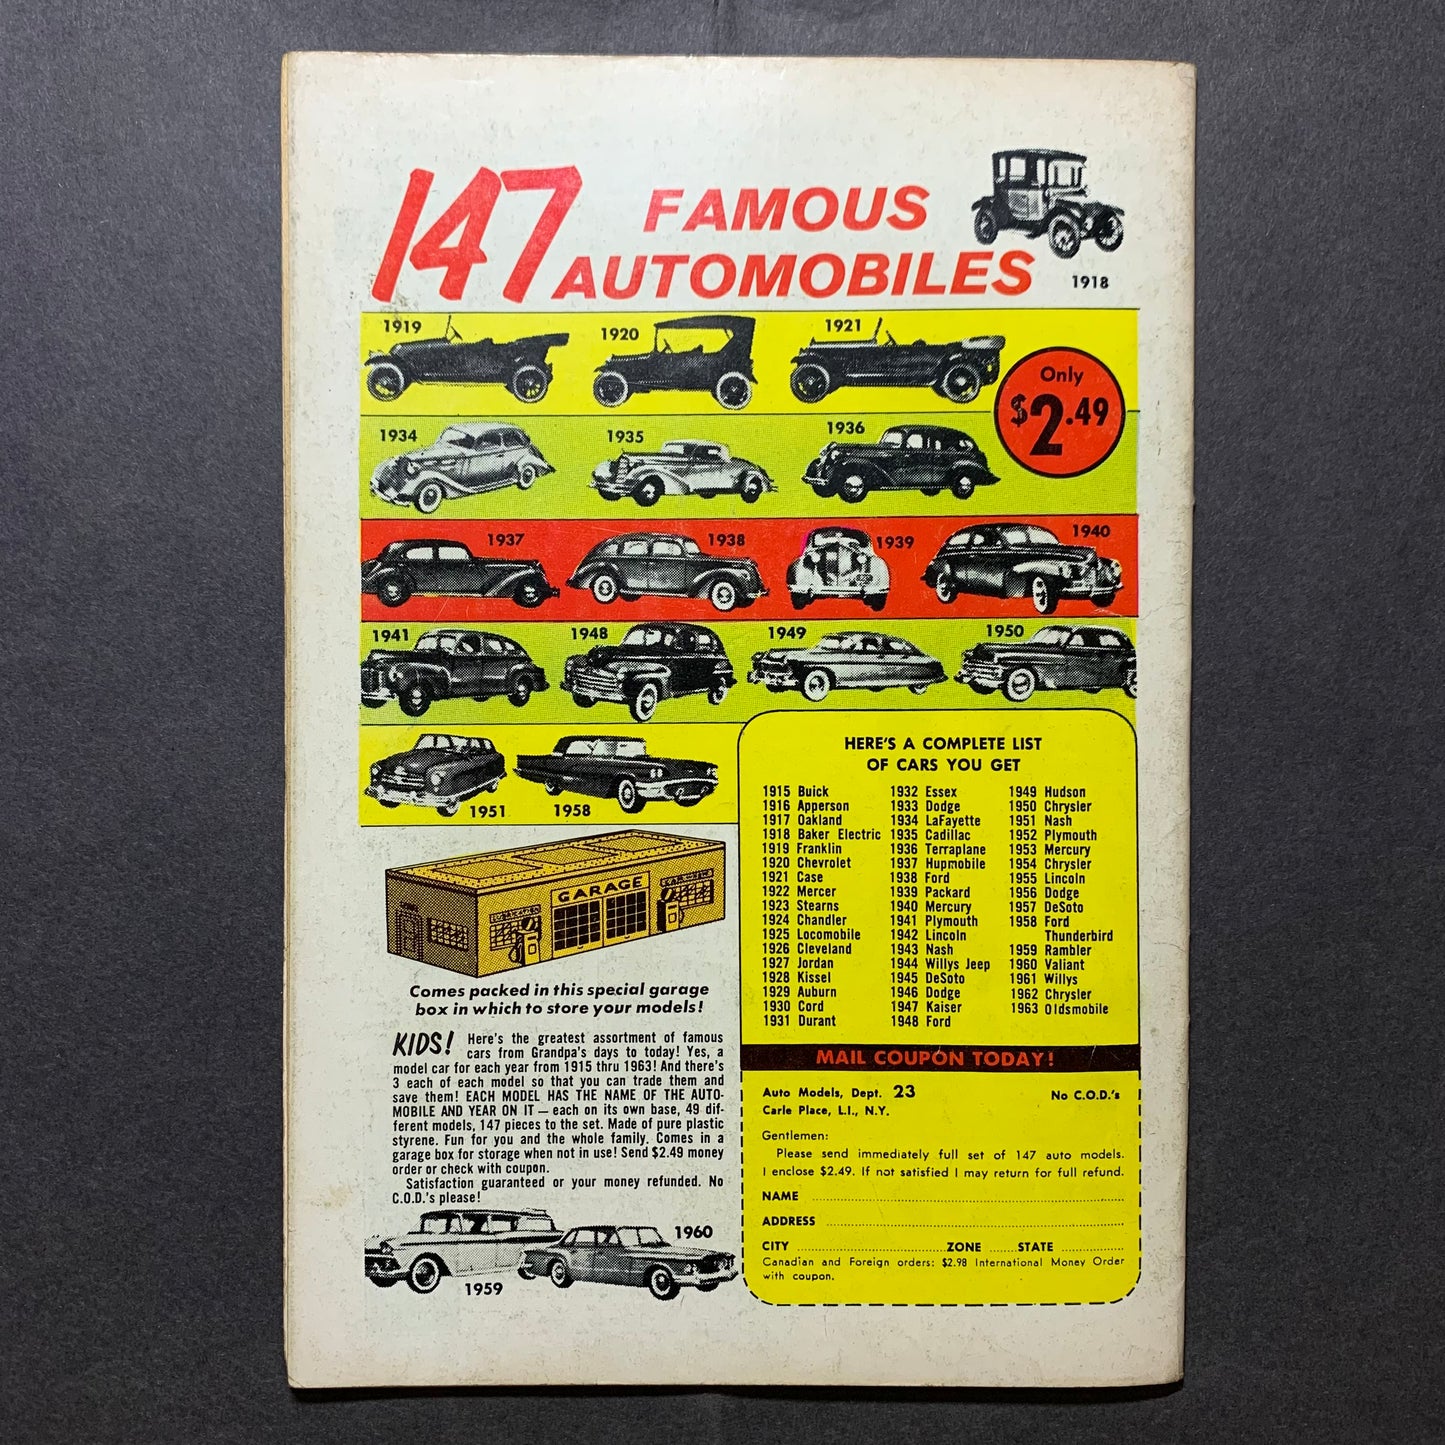 147 FAMOUS
AUTOMOBILES
1918
1919
1920
1921
Only
$2.49
1934
1935
1936
1937
1938
1939
1940
1941
1948
1949
1950
1951
1958
GARAGE
Comes packed in this special garage
box in which to store your models!
KIDS! Here's the greatest assortment of famous
cars from Grandpa's days to today! Yes, a
model car for each year from 1915 thru 1963! And there's
3 each of each model so that you can trade them and
save them! EACH MODEL HAS THE NAME OF THE AUTO-
MOBILE AND YEAR ON IT — each on its own base, 49 dif-
ferent models, 147 pieces to the set. Made of pure plastic
styrene. Fun for you and the whole family. Comes in a
garage box for storage when not in use! Send $2.49 money
order or check with coupon.
Satisfaction guaranteed or your money refunded. No
C.O.D.'s please!
1959
1960
HERE'S A COMPLETE LIST
OF CARS YOU GET
1915 Buick
1916 Apperson
1917 Oakland
1918 Baker Electric
1919 Franklin
1920 Chevrolet
1921 Case
1922 Mercer
1923 Stearns
1924 Chandler
1925 Locomobile
1926 Cleveland
1927 Jordan
1928 Kissel
1929 Auburn
1930 Cord
1931 Durant
1932 Essex
1933 Dodge
1934 LaFayette
1935 Cadillac
1936 Terraplane
1937 Hupmobile
1938 Ford
1939 Packard
1940 Mercury
1941 Plymouth
1942 Lincoln
1943 Nash
1944 Willys Jeep
1945 DeSoto
1946 Dodge
1947 Kaiser
1948 Ford
1949 Hudson
1950 Chrysler
1951 Nash
1952 Plymouth
1953 Mercury
1954 Chrysler
1955 Lincoln
1956 Dodge
1957 DeSoto
1958 Ford
Thunderbird
1959 Rambler
1960 Valiant
1961 Willys
1962 Chrysler
1963 Oldsmobile
MAIL COUPON TODAY!
Auto Models, Dept. 23 No C.O.D.'s
Carle Place, L.I., N.Y.
Gentlemen:
Please send immediately full set of 147 auto models.
I enclose $2.49. If not satisfied I may return for full refund.
NAME
ADDRESS
CITY ZONE STATE
Canadian and Foreign orders: $2.98 International Money Order
with coupon.